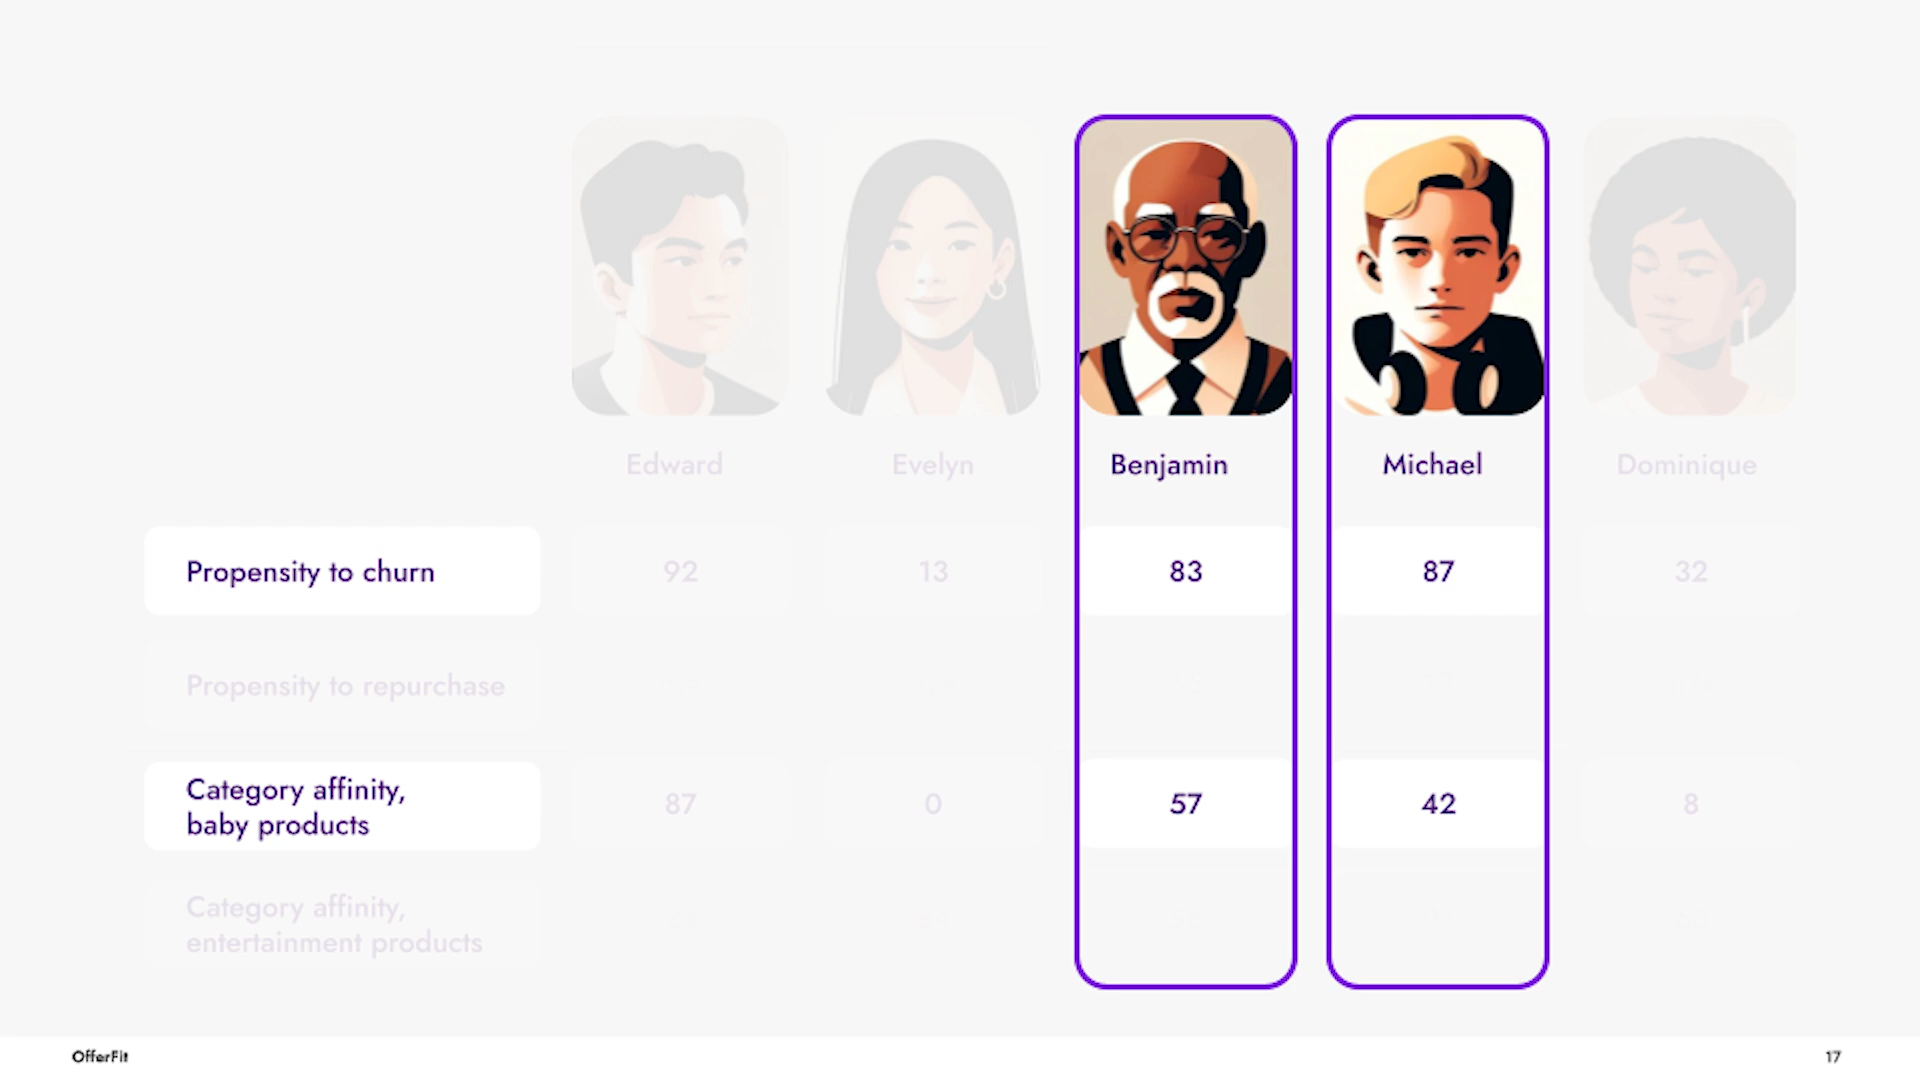 Edward Evelyn Benjamin Michael Dominique
Propensity to churn 92 13 83 87 32
Propensity to repurchase
Category affinity,
baby products 87 0 57 42 8
Category affinity,
entertainment products
OfferFit 17